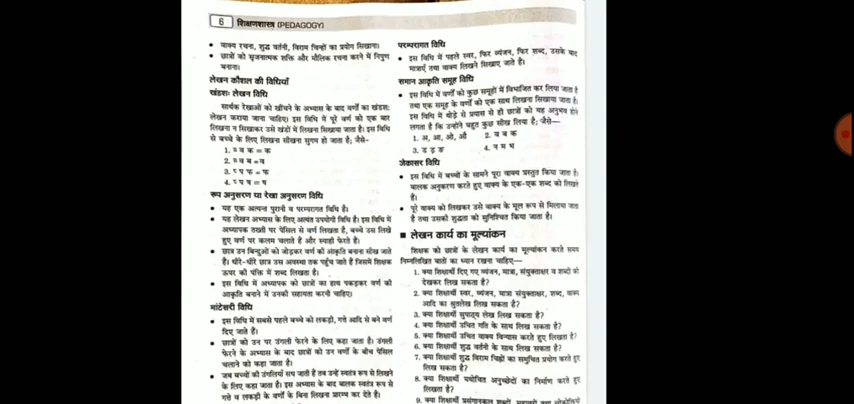 6 शिक्षणशास्त्र (PEDAGOGY)
• वाक्य रचना, शुद्ध वर्तनी, विराम चिन्हों का प्रयोग सिखाना।
• छात्रों को सृजनात्मक शक्ति और मौलिक रचना करने में निपुण
बनाना।
लेखन कौशल की विधियाँ
खंडशः लेखन विधि
सार्थक रेखाओं को खींचने के अभ्यास के बाद वर्णों का खंडशः
लेखन कराया जाना चाहिए। इस विधि में पूरे वर्ण को एक बार
लिखना न सिखाकर उसे खंडों में लिखना सिखाया जाता है। इस विधि
से बच्चे के लिए लिखना सीखना सुगम हो जाता है; जैसे-
1. व क = क
2. व ब = ब
3. प फ = फ
4. प ष = ष
रूप अनुसरण या रेखा अनुसरण विधि
• यह एक अत्यन्त पुरानी व परम्परागत विधि है।
• यह लेखन अभ्यास के लिए अत्यंत उपयोगी विधि है। इस विधि में
अध्यापक तख्ती पर पेंसिल से वर्ण लिखता है, बच्चे उस लिखे
हुए वर्ण पर कलम चलाते हैं और स्याही फेरते हैं।
• छात्र उन बिन्दुओं को जोड़कर वर्ण की आकृति बनाना सीख जाते
हैं। धीरे-धीरे छात्र उस अवस्था तक पहुँच जाते हैं जिसमें शिक्षक
ऊपर की पंक्ति में शब्द लिखता है।
• इस विधि में अध्यापक को छात्रों का हाथ पकड़कर वर्ण की
आकृति बनाने में उनकी सहायता करनी चाहिए।
मांटेसरी विधि
• इस विधि में सबसे पहले बच्चे को लकड़ी, गत्ते आदि से बने वर्ण
दिए जाते हैं।
• छात्रों को उन पर उंगली फेरने के लिए कहा जाता है। उंगली
फेरने के अभ्यास के बाद छात्रों को उन वर्णों के बीच पेंसिल
चलाने को कहा जाता है।
• जब बच्चों की उंगलियाँ सध जाती हैं तब उन्हें स्वतंत्र रूप से लिखने
के लिए कहा जाता है। इस अभ्यास के बाद बालक स्वतंत्र रूप से
गत्ते व लकड़ी के वर्णों के बिना लिखना प्रारम्भ कर देते हैं।
परम्परागत विधि
• इस विधि में पहले स्वर, फिर व्यंजन, फिर शब्द, उसके बाद
मात्राएँ तथा वाक्य लिखने सिखाए जाते हैं।
समान आकृति समूह विधि
• इस विधि में वर्णों को कुछ समूहों में विभाजित कर लिया जाता है
तथा एक समूह के वर्णों को एक साथ लिखना सिखाया जाता है।
इस विधि में थोड़े से प्रयास से ही छात्रों को यह अनुभव होने
लगता है कि उन्होंने बहुत कुछ सीख लिया है; जैसे—
1. अ, आ, ओ, औ 2. व ब क
3. ड ड़ ङ 4. न म भ
जेकासर विधि
• इस विधि में बच्चों के सामने पूरा वाक्य प्रस्तुत किया जाता है।
बालक अनुकरण करते हुए वाक्य के एक-एक शब्द को लिखते
हैं।
• पूरे वाक्य को लिखकर उसे वाक्य के मूल रूप से मिलाया जाता
है तथा उसकी शुद्धता को सुनिश्चित किया जाता है।
■ लेखन कार्य का मूल्यांकन
शिक्षक को छात्रों के लेखन कार्य का मूल्यांकन करते समय
निम्नलिखित बातों का ध्यान रखना चाहिए—
1. क्या शिक्षार्थी दिए गए व्यंजन, मात्रा, संयुक्ताक्षर व शब्दों को
देखकर लिख सकता है?
2. क्या शिक्षार्थी स्वर, व्यंजन, मात्रा संयुक्ताक्षर, शब्द, वाक्य
आदि का सुलेख लिख सकता है?
3. क्या शिक्षार्थी सुपाठ्य लेख लिख सकता है?
4. क्या शिक्षार्थी उचित गति के साथ लिख सकता है?
5. क्या शिक्षार्थी उचित वाक्य विन्यास करते हुए लिखता है?
6. क्या शिक्षार्थी शुद्ध वर्तनी के साथ लिख सकता है?
7. क्या शिक्षार्थी शुद्ध विराम चिह्नों का समुचित प्रयोग करते हुए
लिख सकता है?
8. क्या शिक्षार्थी यथोचित अनुच्छेदों का निर्माण करते हुए
लिखता है?
9. क्या शिक्षार्थी प्रसंगानुकूल शब्दों, मुहावरों तथा लोकोक्तियों